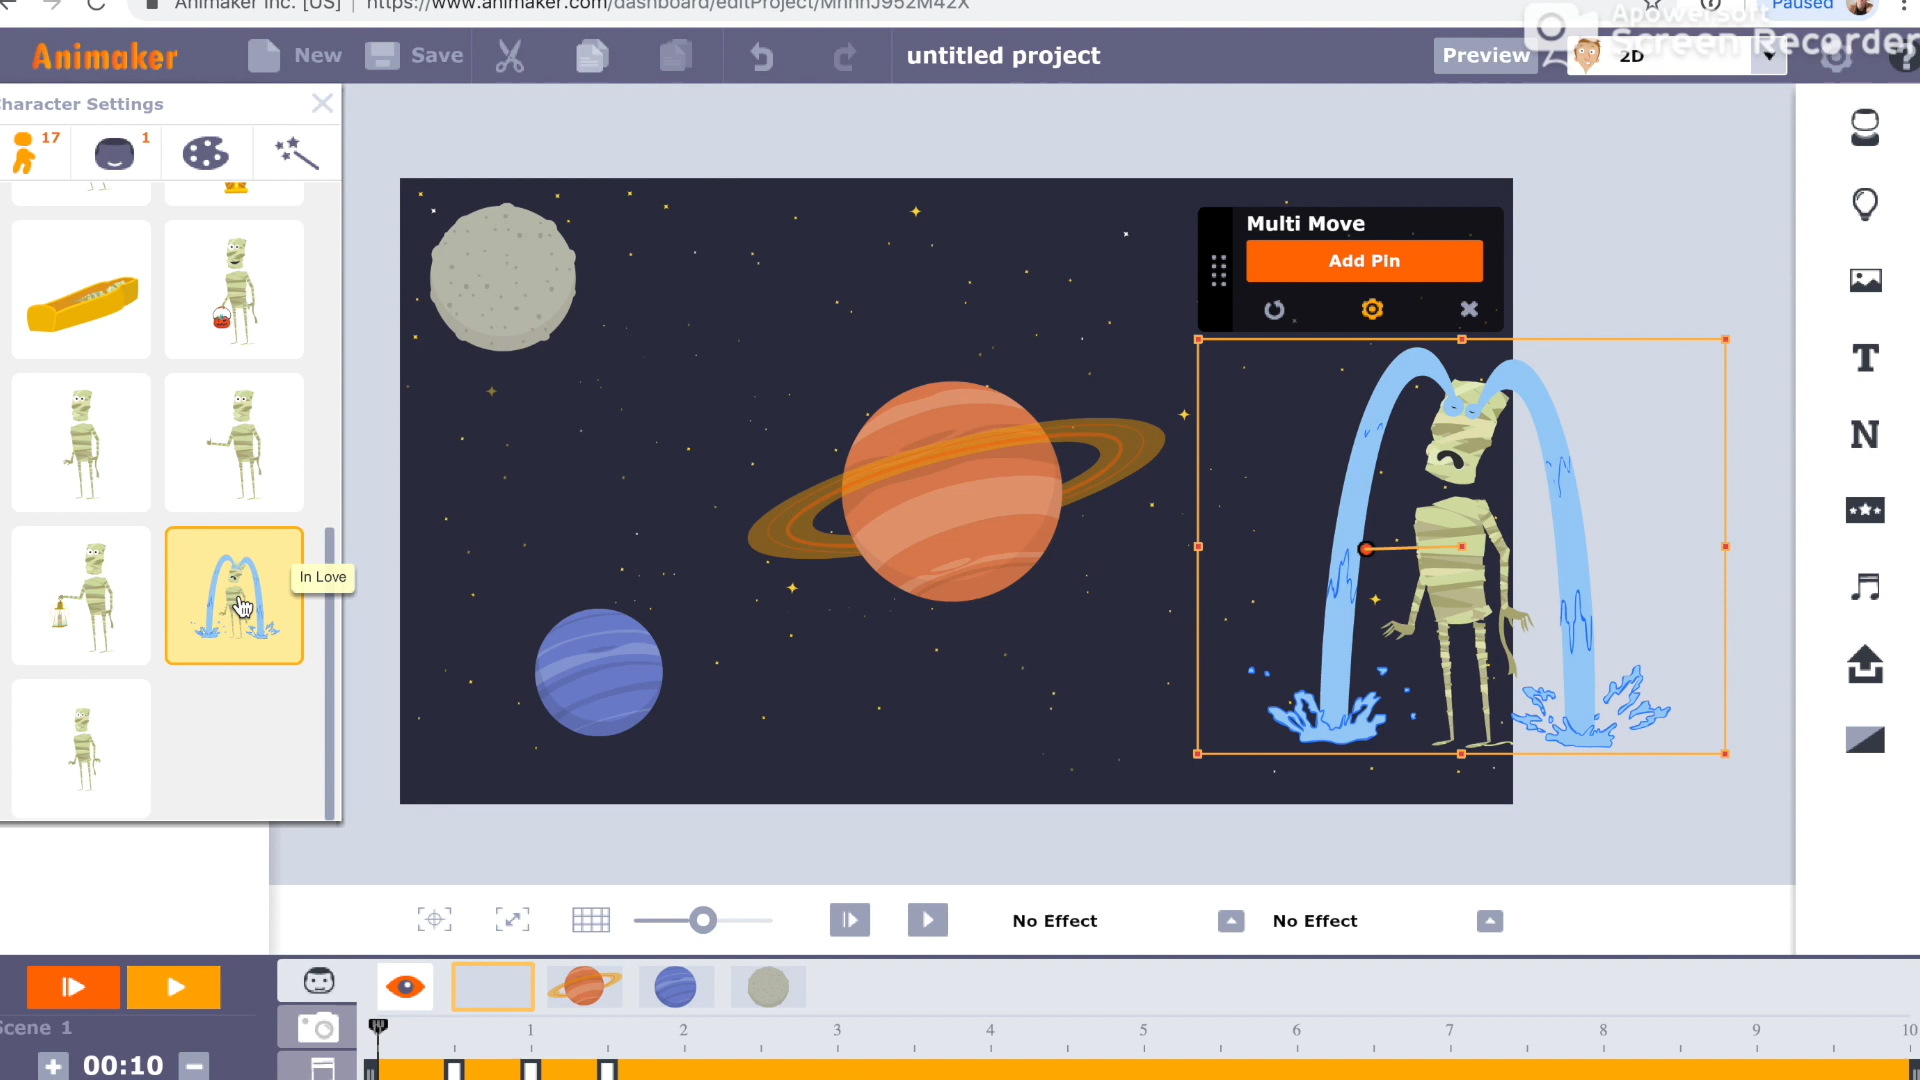 Animaker Inc. [US]
https://www.animaker.com/dashboard/editProject/MnhnJ952M42X
Paused
Apowersoft
Screen Recorder
Animaker
New
Save
untitled project
Preview
2D
?
haracter Settings
17
1
Multi Move
Add Pin
In Love
T
N
No Effect
No Effect
cene 1
00:10
1
2
3
4
5
6
7
8
9
10